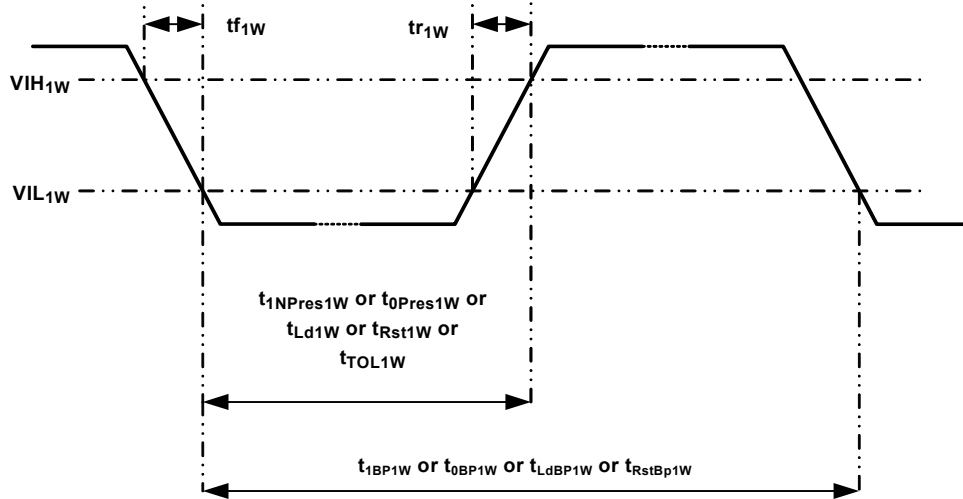 tf1W
tr1W
VIH1W
VIL1W
t1NPres1W or t0Pres1W or
tLd1W or tRst1W or
tTOL1W
t1BP1W or t0BP1W or tLdBP1W or tRstBp1W